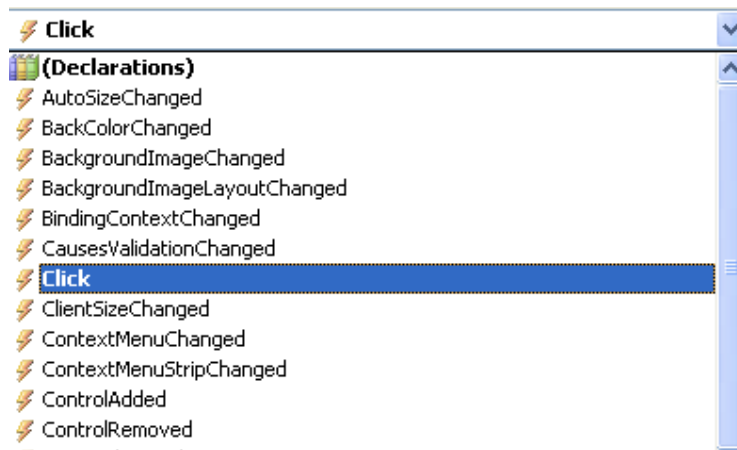 Click
(Declarations)
AutoSizeChanged
BackColorChanged
BackgroundImageChanged
BackgroundImageLayoutChanged
BindingContextChanged
CausesValidationChanged
Click
ClientSizeChanged
ContextMenuChanged
ContextMenuStripChanged
ControlAdded
ControlRemoved